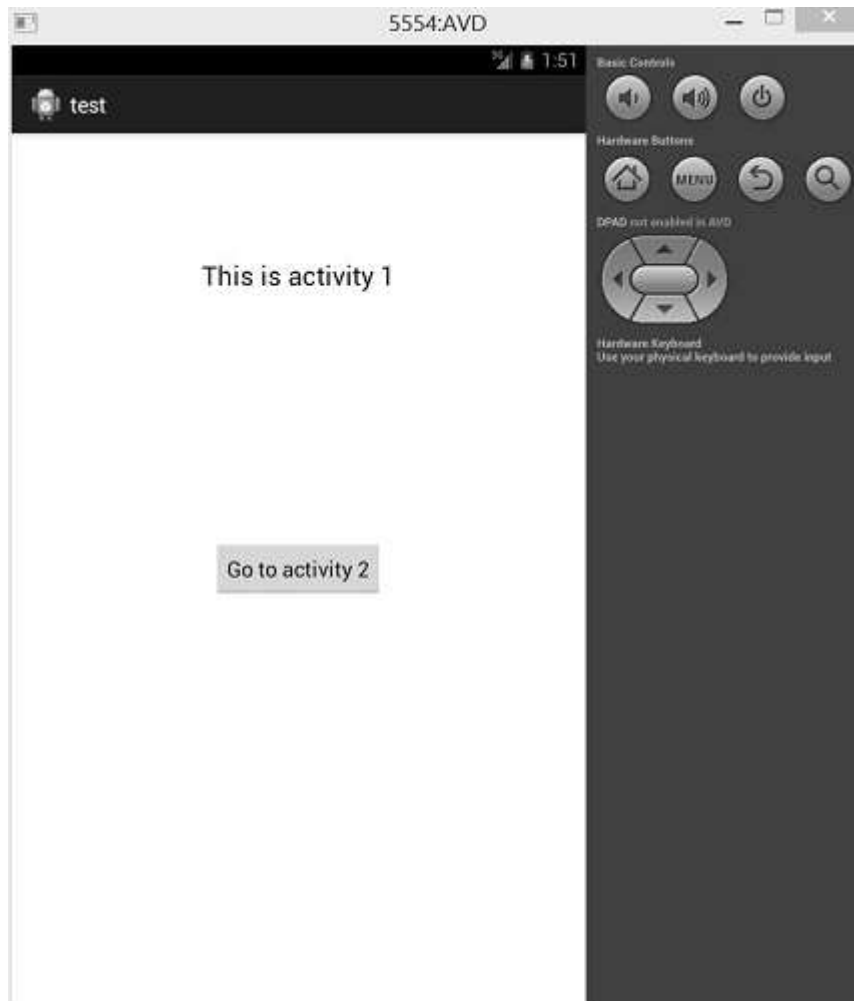 5554:AVD
3G 1:51
test
This is activity 1
Go to activity 2
Basic Controls
Hardware Buttons
MENU
DPAD not enabled in AVD
Hardware Keyboard
Use your physical keyboard to provide input